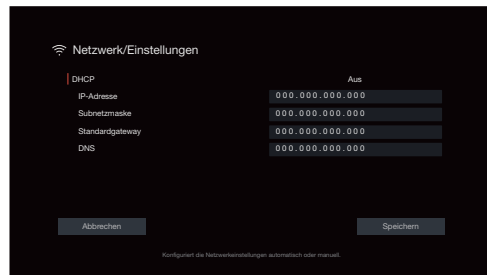 Netzwerk/Einstellungen
DHCP Aus
IP-Adresse 000.000.000.000
Subnetzmaske 000.000.000.000
Standardgateway 000.000.000.000
DNS 000.000.000.000
Abbrechen Speichern
Konfiguriert die Netzwerkeinstellungen automatisch oder manuell.